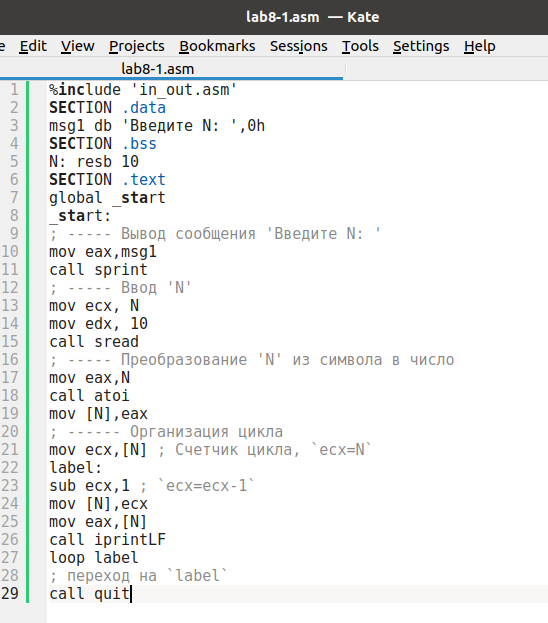 lab8-1.asm — Kate
e Edit View Projects Bookmarks Sessions Tools Settings Help
lab8-1.asm
1 %include 'in_out.asm'
2 SECTION .data
3 msg1 db 'Введите N: ',0h
4 SECTION .bss
5 N: resb 10
6 SECTION .text
7 global _start
8 _start:
9 ; ----- Вывод сообщения 'Введите N: '
10 mov eax,msg1
11 call sprint
12 ; ----- Ввод 'N'
13 mov ecx, N
14 mov edx, 10
15 call sread
16 ; ----- Преобразование 'N' из символа в число
17 mov eax,N
18 call atoi
19 mov [N],eax
20 ; ------ Организация цикла
21 mov ecx,[N] ; Счетчик цикла, `ecx=N`
22 label:
23 sub ecx,1 ; `ecx=ecx-1`
24 mov [N],ecx
25 mov eax,[N]
26 call iprintLF
27 loop label
28 ; переход на `label`
29 call quit